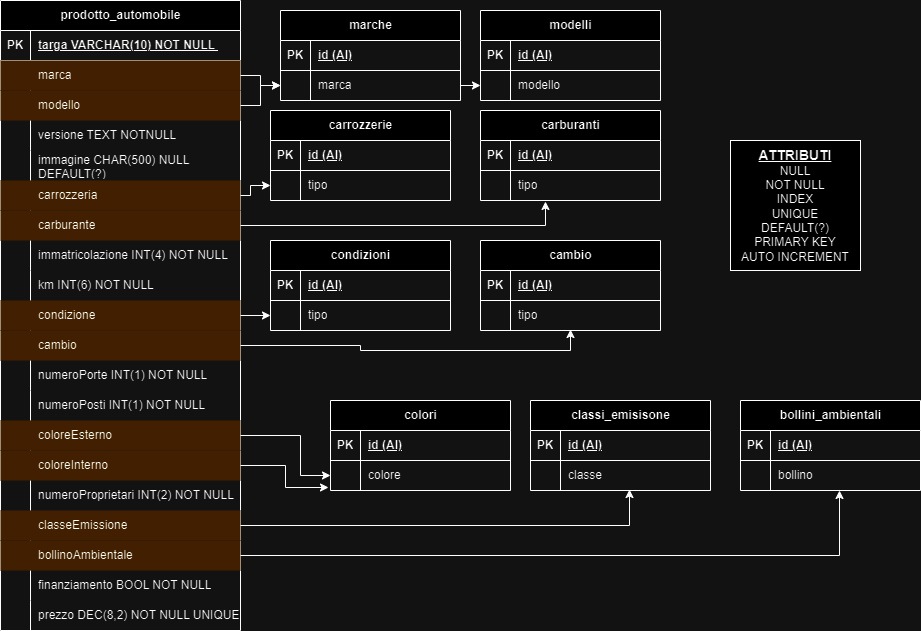 prodotto_automobile
PK targa VARCHAR(10) NOT NULL
marca
modello
versione TEXT NOTNULL
immagine CHAR(500) NULL
DEFAULT(?)
carrozzeria
carburante
immatricolazione INT(4) NOT NULL
km INT(6) NOT NULL
condizione
cambio
numeroPorte INT(1) NOT NULL
numeroPosti INT(1) NOT NULL
coloreEsterno
coloreInterno
numeroProprietari INT(2) NOT NULL
classeEmissione
bollinoAmbientale
finanziamento BOOL NOT NULL
prezzo DEC(8,2) NOT NULL UNIQUE
marche
PK id (AI)
marca
modelli
PK id (AI)
modello
carrozzerie
PK id (AI)
tipo
carburanti
PK id (AI)
tipo
ATTRIBUTI
NULL
NOT NULL
INDEX
UNIQUE
DEFAULT(?)
PRIMARY KEY
AUTO INCREMENT
condizioni
PK id (AI)
tipo
cambio
PK id (AI)
tipo
colori
PK id (AI)
colore
classi_emisisone
PK id (AI)
classe
bollini_ambientali
PK id (AI)
bollino